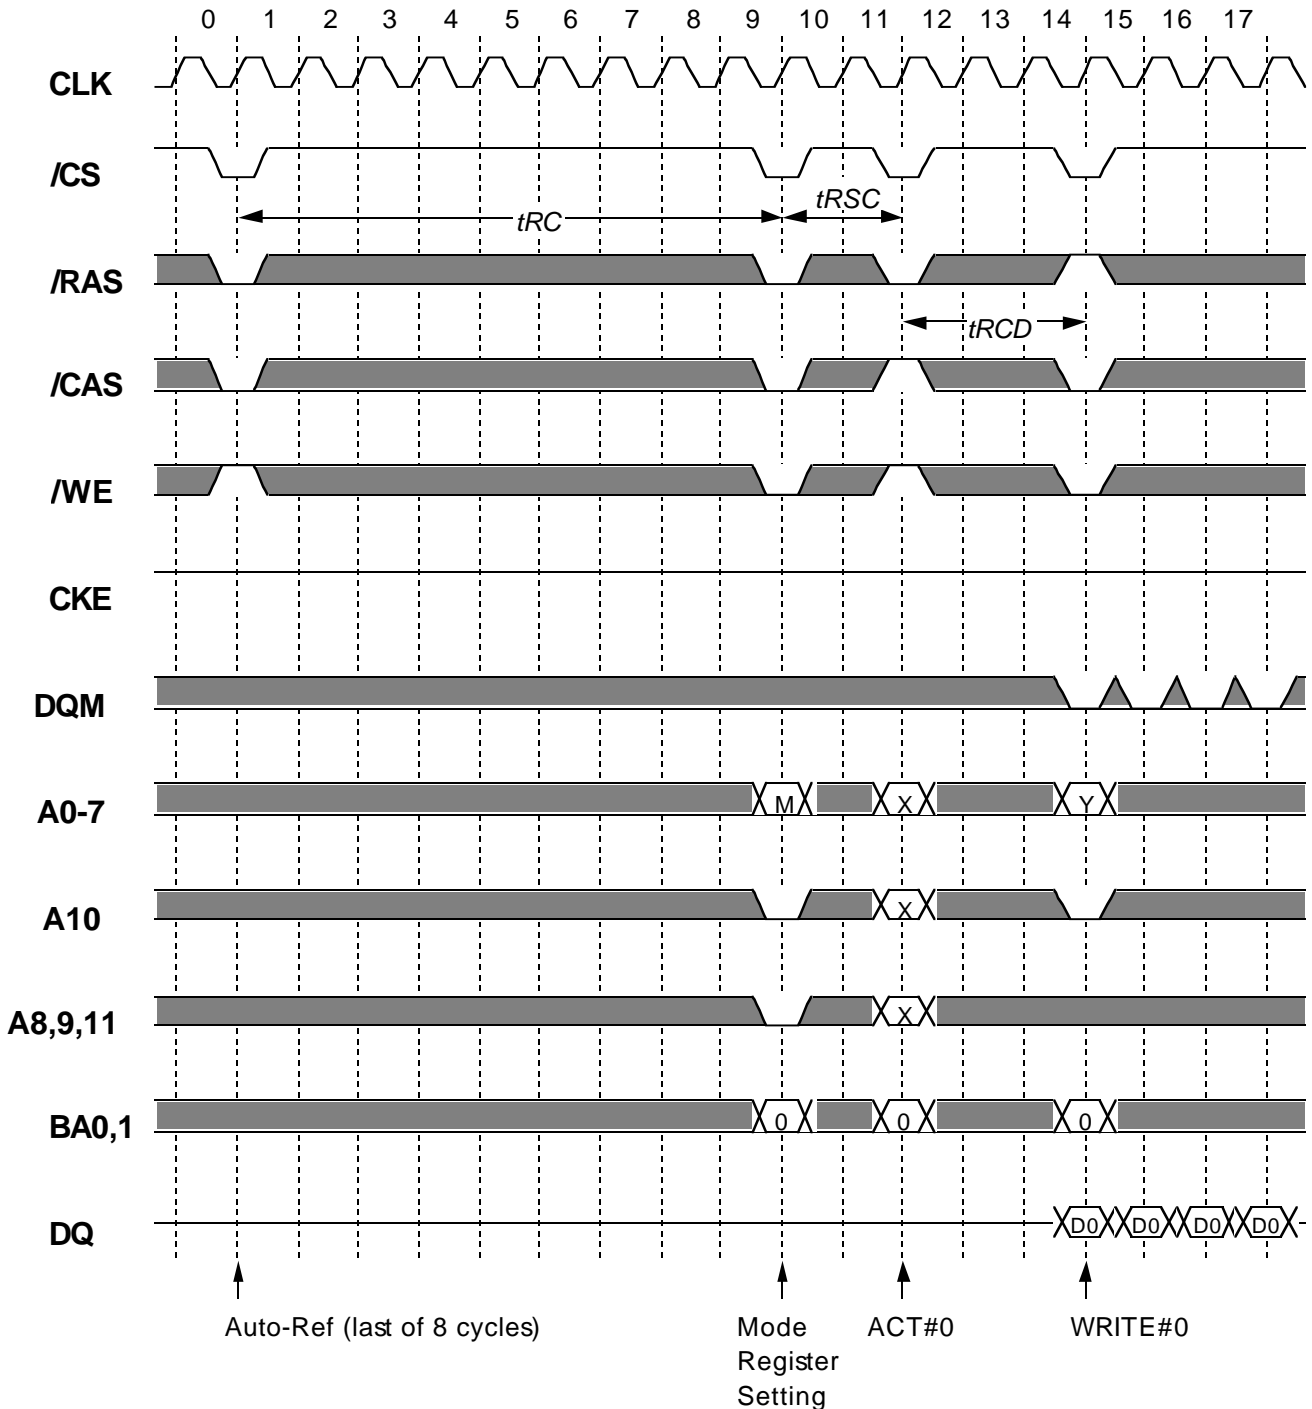 0 1 2 3 4 5 6 7 8 9 10 11 12 13 14 15 16 17
CLK
/CS
tRC
tRSC
/RAS
tRCD
/CAS
/WE
CKE
DQM
A0-7 M X Y
A10 X
A8,9,11 X
BA0,1 0 0 0
DQ D0 D0 D0 D0
Auto-Ref (last of 8 cycles)
Mode
Register
Setting
ACT#0
WRITE#0